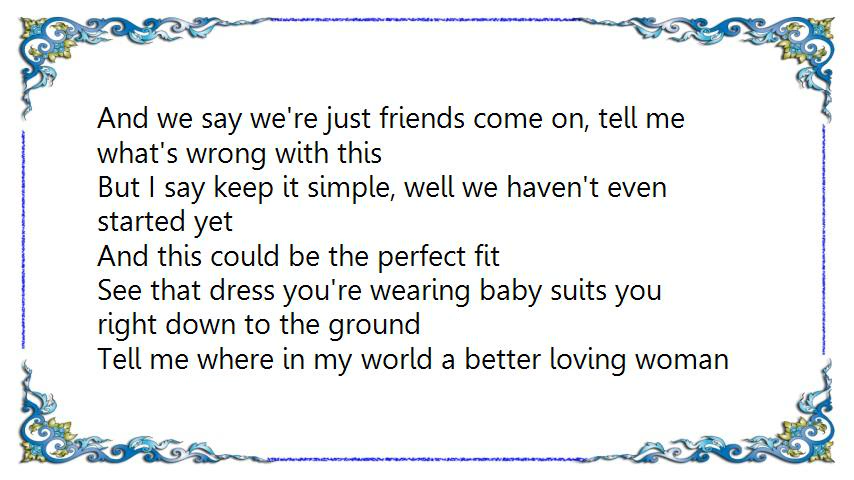 And we say we're just friends come on, tell me
what's wrong with this
But I say keep it simple, well we haven't even
started yet
And this could be the perfect fit
See that dress you're wearing baby suits you
right down to the ground
Tell me where in my world a better loving woman